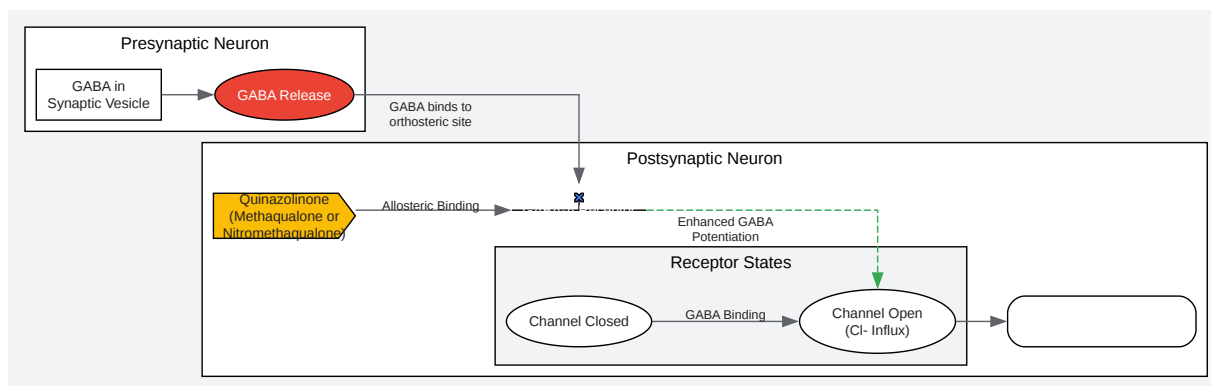 Presynaptic Neuron
GABA in
Synaptic Vesicle
GABA Release
GABA binds to
orthosteric site
Postsynaptic Neuron
Quinazolinone
(Methaqualone or
Nitromethaqualone)
Allosteric Binding
Enhanced GABA
Potentiation
Receptor States
Channel Closed
GABA Binding
Channel Open
(Cl- Influx)